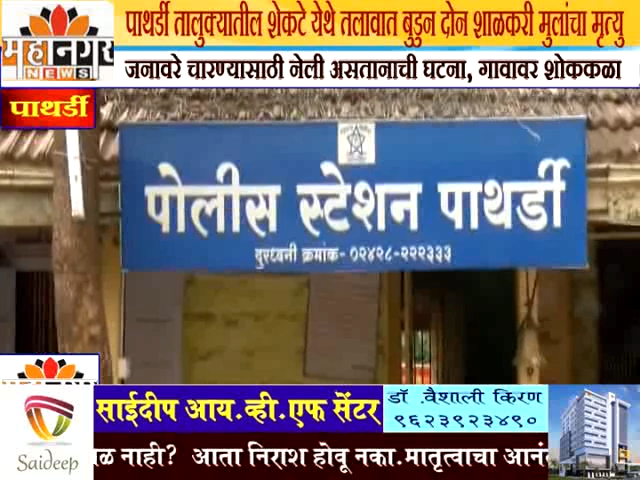 महानगर
NEWS
पाथर्डी तालुक्यातील शेकटे येथे तलावात बुडुन दोन शाळकरी मुलांचा मृत्यु
जनावरे चारण्यासाठी नेली असतानाची घटना, गावावर शोककळा
पाथर्डी
पोलीस स्टेशन पाथर्डी
दुरध्वनी क्रमांक- ०२४२८-२२२३३३
साईदीप आय.व्ही.एफ सेंटर
डॉ .वैशाली किरण
९६२३९२३४९०
Saideep
नाही? आता निराश होवू नका.मातृत्वाचा